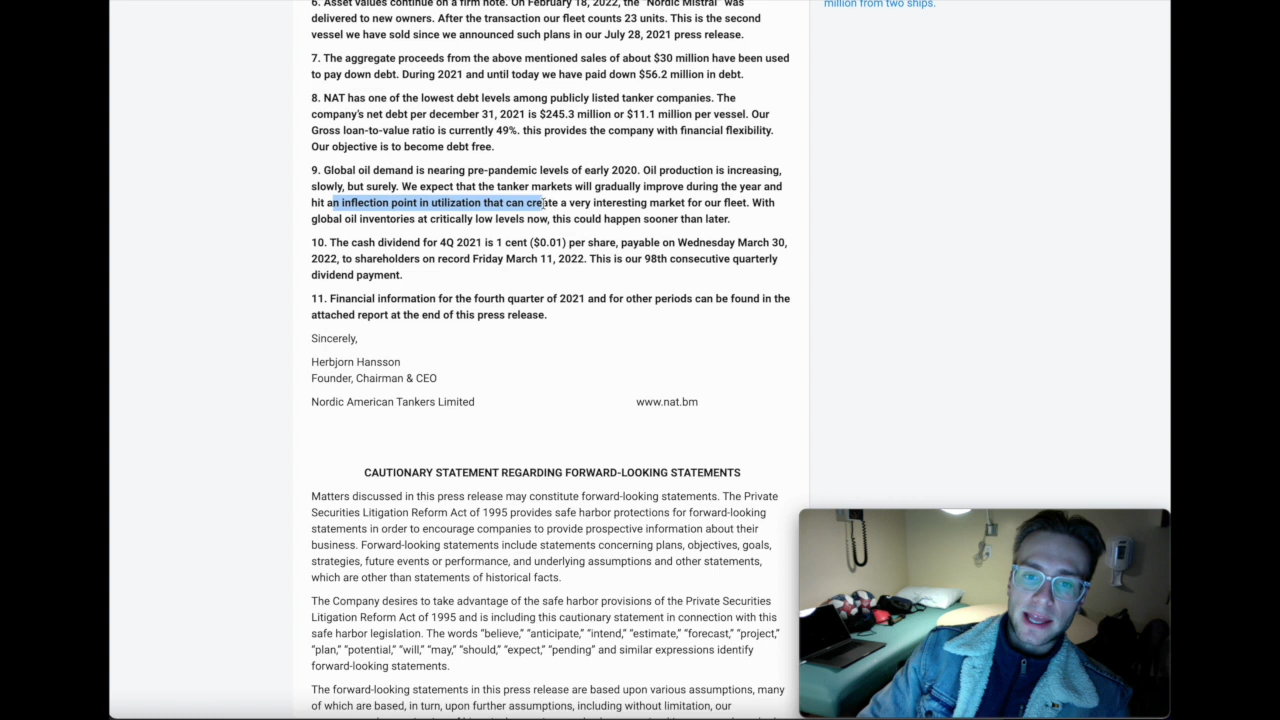 million from two ships.
6. Asset values continue on a firm note. On February 18, 2022, the "Nordic Mistral" was
delivered to new owners. After the transaction our fleet counts 23 units. This is the second
vessel we have sold since we announced such plans in our July 28, 2021 press release.
7. The aggregate proceeds from the above mentioned sales of about $30 million have been used
to pay down debt. During 2021 and until today we have paid down $56.2 million in debt.
8. NAT has one of the lowest debt levels among publicly listed tanker companies. The
company's net debt per december 31, 2021 is $245.3 million or $11.1 million per vessel. Our
Gross loan-to-value ratio is currently 49%. this provides the company with financial flexibility.
Our objective is to become debt free.
9. Global oil demand is nearing pre-pandemic levels of early 2020. Oil production is increasing,
slowly, but surely. We expect that the tanker markets will gradually improve during the year and
hit an inflection point in utilization that can create a very interesting market for our fleet. With
global oil inventories at critically low levels now, this could happen sooner than later.
10. The cash dividend for 4Q 2021 is 1 cent ($0.01) per share, payable on Wednesday March 30,
2022, to shareholders on record Friday March 11, 2022. This is our 98th consecutive quarterly
dividend payment.
11. Financial information for the fourth quarter of 2021 and for other periods can be found in the
attached report at the end of this press release.
Sincerely,
Herbjorn Hansson
Founder, Chairman & CEO
Nordic American Tankers Limited www.nat.bm
CAUTIONARY STATEMENT REGARDING FORWARD-LOOKING STATEMENTS
Matters discussed in this press release may constitute forward-looking statements. The Private
Securities Litigation Reform Act of 1995 provides safe harbor protections for forward-looking
statements in order to encourage companies to provide prospective information about their
business. Forward-looking statements include statements concerning plans, objectives, goals,
strategies, future events or performance, and underlying assumptions and other statements,
which are other than statements of historical facts.
The Company desires to take advantage of the safe harbor provisions of the Private Securities
Litigation Reform Act of 1995 and is including this cautionary statement in connection with this
safe harbor legislation. The words “believe,” “anticipate,” “intend,” “estimate,” “forecast,” “project,”
“plan,” “potential,” “will,” “may,” “should,” “expect,” “pending” and similar expressions identify
forward-looking statements.
The forward-looking statements in this press release are based upon various assumptions, many
of which are based, in turn, upon further assumptions, including without limitation, our